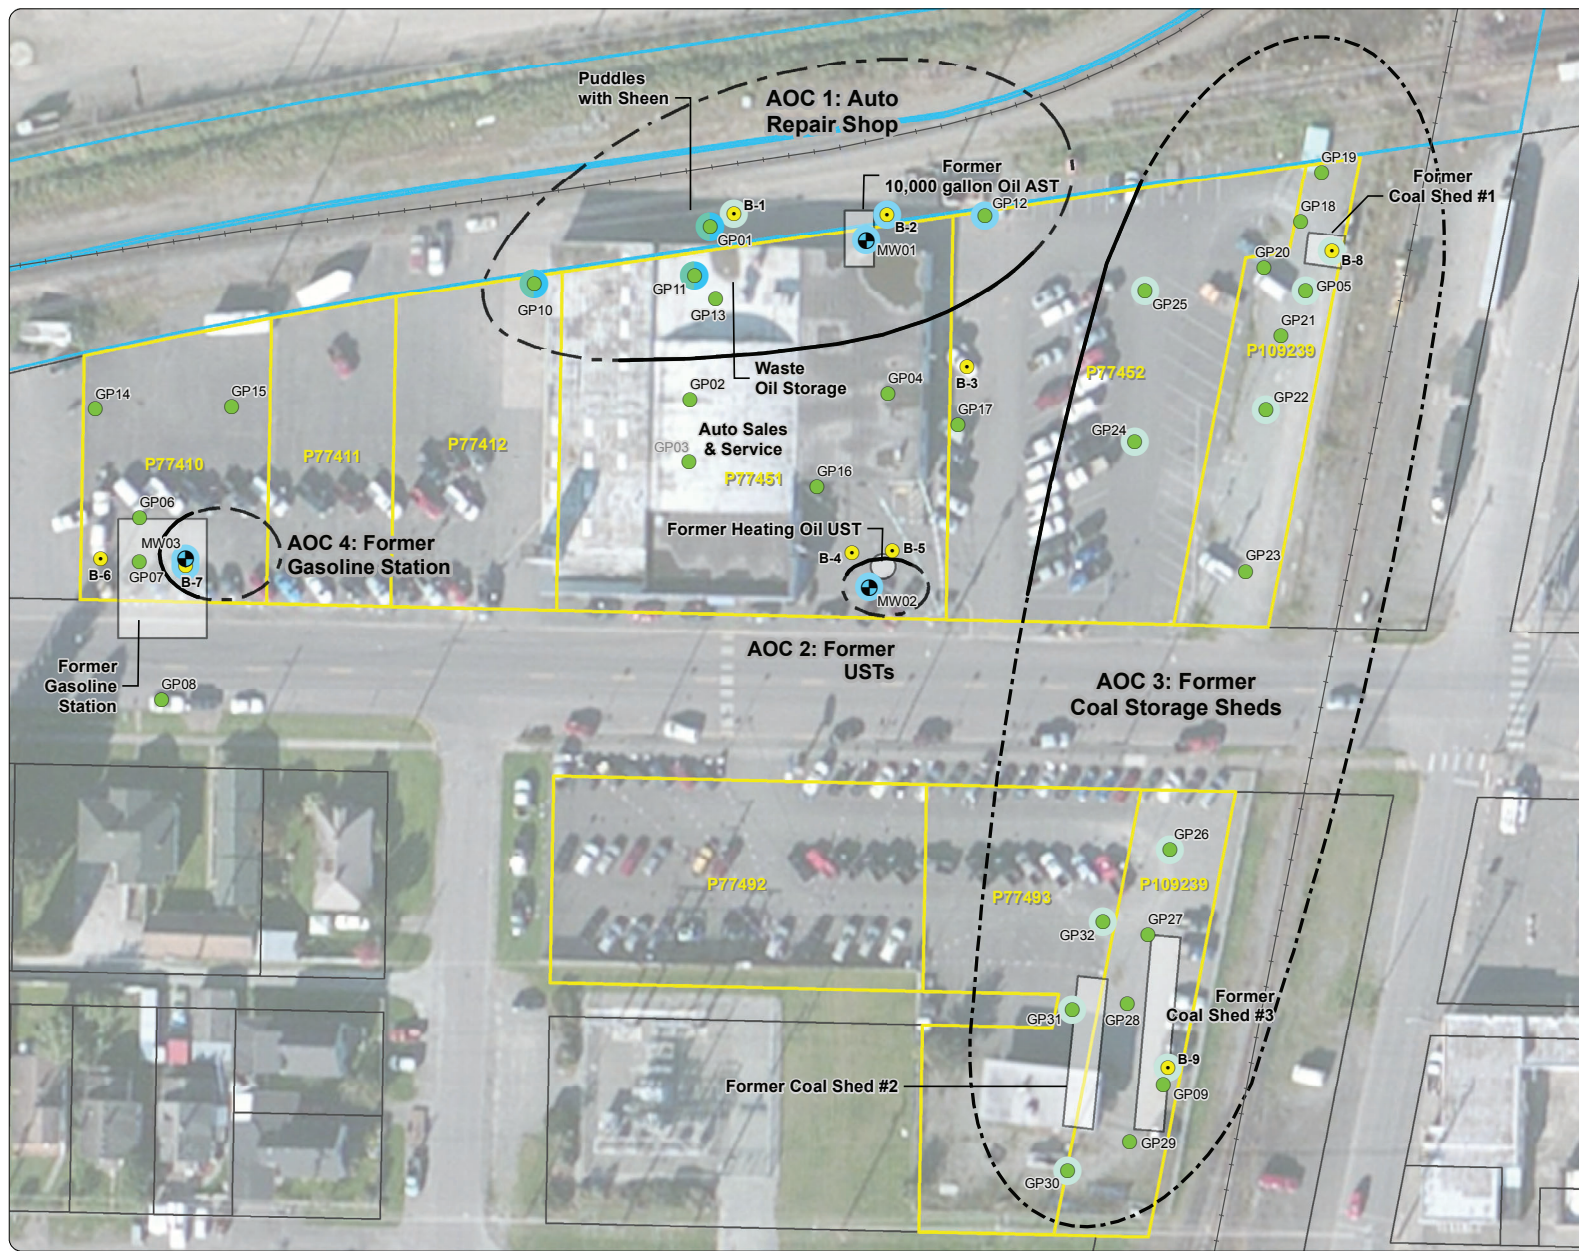 Puddles
with Sheen
AOC 1: Auto
Repair Shop
Former
10,000 gallon Oil AST
GP19
Former
Coal Shed #1
B-1
B-2
GP12
GP18
GP01
MW01
B-8
GP20
GP11
GP05
GP25
GP10
GP13
GP21
P109239
Waste
Oil Storage
B-3
P77452
GP02
GP04
GP14
GP15
GP22
GP17
Auto Sales
& Service
GP24
P77412
GP03
P77411
P77410
P77451
GP16
GP06
Former Heating Oil UST
MW03
AOC 4: Former
Gasoline Station
B-4
B-5
GP23
B-6
GP07
B-7
MW02
AOC 2: Former
USTs
Former
Gasoline
Station
GP08
AOC 3: Former
Coal Storage Sheds
GP26
P77492
P77493
P109239
GP27
GP32
Former
Coal Shed #3
GP31
GP28
B-9
Former Coal Shed #2
GP09
GP29
GP30